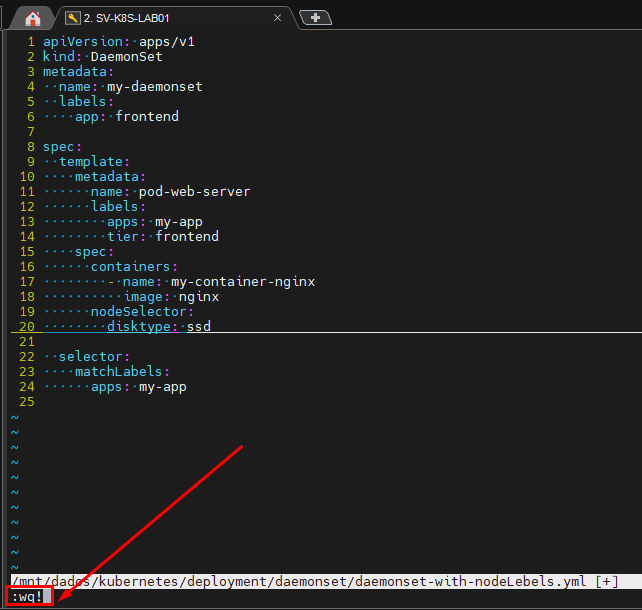 2. SV-K8S-LAB01
1 apiVersion: apps/v1
2 kind: DaemonSet
3 metadata:
4 ··name: my-daemonset
5 ··labels:
6 ····app: frontend
7
8 spec:
9 ··template:
10 ····metadata:
11 ······name: pod-web-server
12 ······labels:
13 ········apps: my-app
14 ········tier: frontend
15 ····spec:
16 ······containers:
17 ········- name: my-container-nginx
18 ··········image: nginx
19 ······nodeSelector:
20 ········disktype: ssd
21
22 ··selector:
23 ····matchLabels:
24 ······apps: my-app
25
~
~
~
~
~
~
~
~
~
~
~
/mnt/dados/kubernetes/deployment/daemonset/daemonset-with-nodeLebels.yml [+]
:wq!